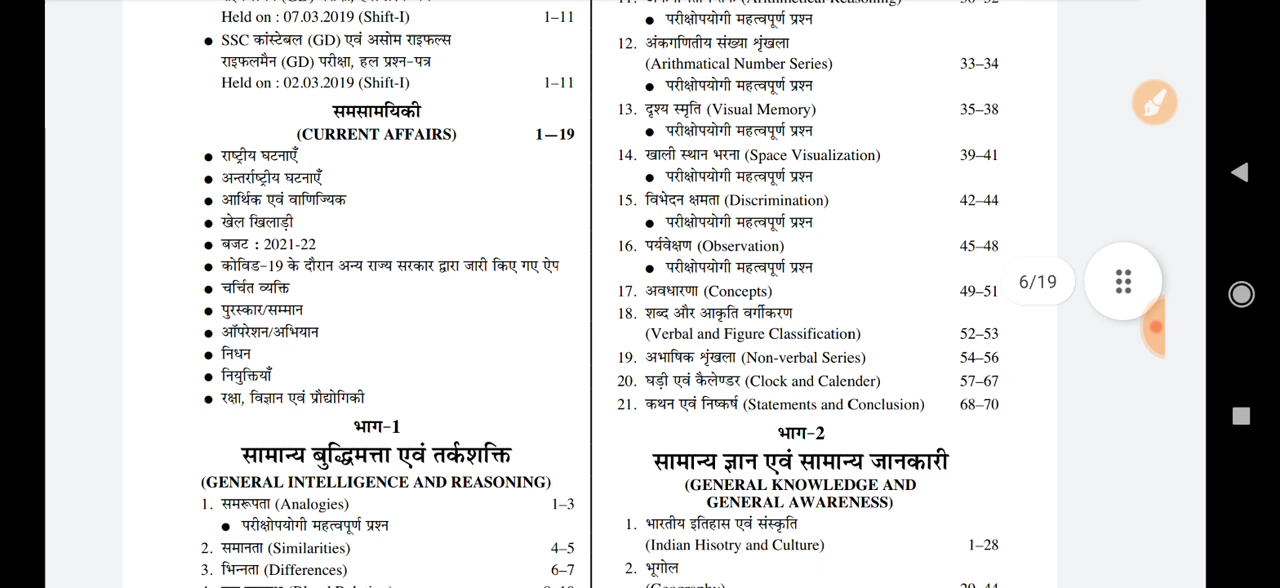 Held on : 07.03.2019 (Shift-I) 1–11
● SSC कांस्टेबल (GD) एवं असोम राइफल्स
राइफलमैन (GD) परीक्षा, हल प्रश्न-पत्र
Held on : 02.03.2019 (Shift-I) 1–11
समसामयिकी
(CURRENT AFFAIRS) 1—19
● राष्ट्रीय घटनाएँ
● अन्तर्राष्ट्रीय घटनाएँ
● आर्थिक एवं वाणिज्यिक
● खेल खिलाड़ी
● बजट : 2021-22
● कोविड-19 के दौरान अन्य राज्य सरकार द्वारा जारी किए गए ऐप
● चर्चित व्यक्ति
● पुरस्कार/सम्मान
● ऑपरेशन/अभियान
● निधन
● नियुक्तियाँ
● रक्षा, विज्ञान एवं प्रौद्योगिकी
भाग-1
सामान्य बुद्धिमत्ता एवं तर्कशक्ति
(GENERAL INTELLIGENCE AND REASONING)
1. समरूपता (Analogies) 1–3
● परीक्षोपयोगी महत्वपूर्ण प्रश्न
2. समानता (Similarities) 4–5
3. भिन्नता (Differences) 6–7
● परीक्षोपयोगी महत्वपूर्ण प्रश्न
12. अंकगणितीय संख्या शृंखला
(Arithmatical Number Series) 33–34
● परीक्षोपयोगी महत्वपूर्ण प्रश्न
13. दृश्य स्मृति (Visual Memory) 35–38
● परीक्षोपयोगी महत्वपूर्ण प्रश्न
14. खाली स्थान भरना (Space Visualization) 39–41
● परीक्षोपयोगी महत्वपूर्ण प्रश्न
15. विभेदन क्षमता (Discrimination) 42–44
● परीक्षोपयोगी महत्वपूर्ण प्रश्न
16. पर्यवेक्षण (Observation) 45–48
● परीक्षोपयोगी महत्वपूर्ण प्रश्न
17. अवधारणा (Concepts) 49–51
18. शब्द और आकृति वर्गीकरण
(Verbal and Figure Classification) 52–53
19. अभाषिक शृंखला (Non-verbal Series) 54–56
20. घड़ी एवं कैलेण्डर (Clock and Calender) 57–67
21. कथन एवं निष्कर्ष (Statements and Conclusion) 68–70
भाग-2
सामान्य ज्ञान एवं सामान्य जानकारी
(GENERAL KNOWLEDGE AND
GENERAL AWARENESS)
1. भारतीय इतिहास एवं संस्कृति
(Indian Hisotry and Culture) 1–28
2. भूगोल
6/19